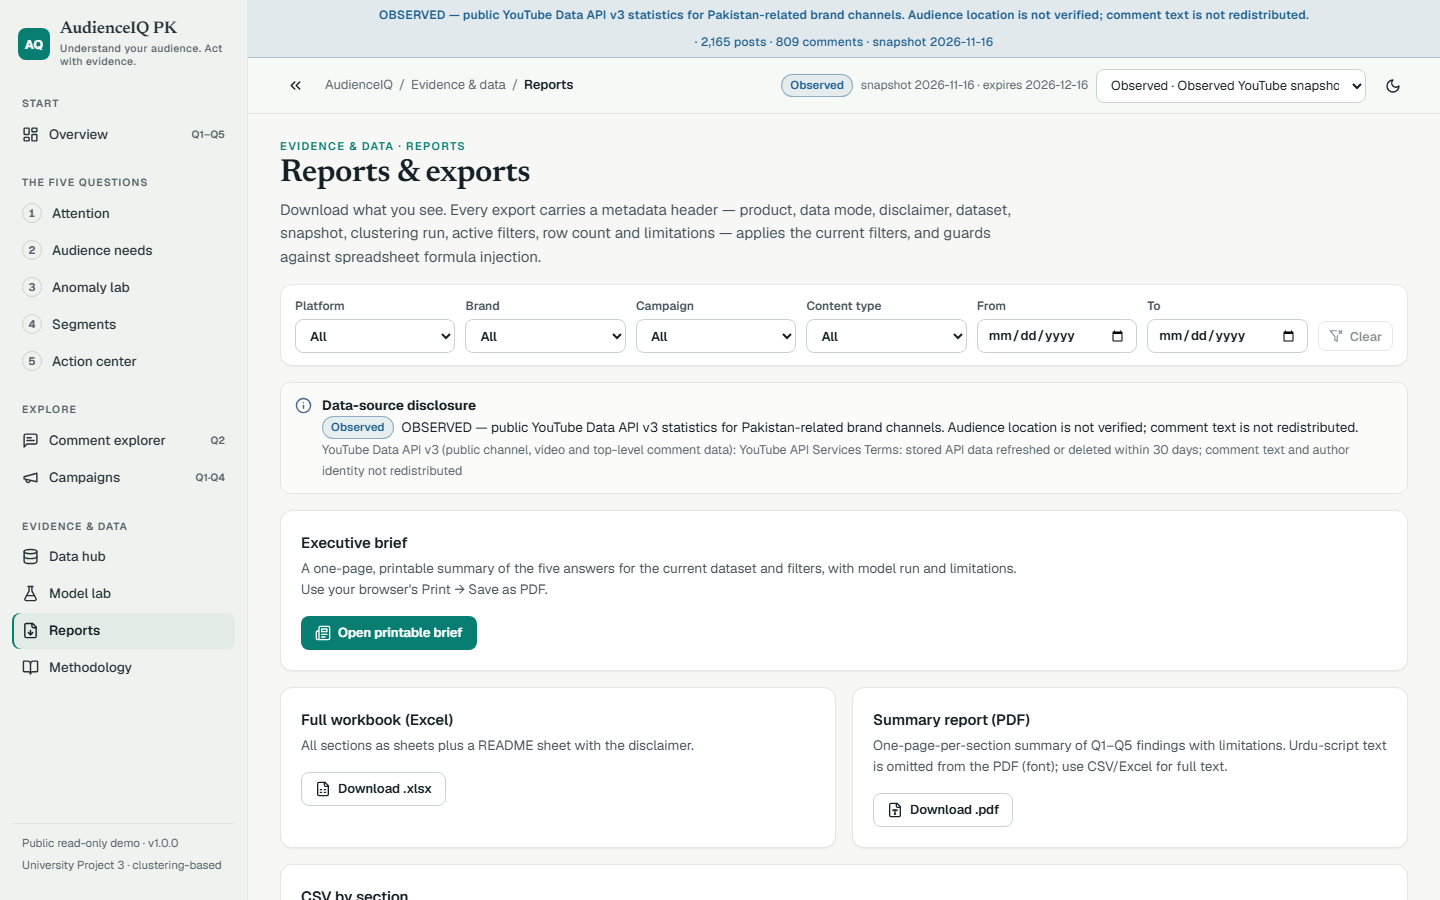 OBSERVED — public YouTube Data API v3 statistics for Pakistan-related brand channels. Audience location is not verified; comment text is not redistributed.
· 2,165 posts · 809 comments · snapshot 2026-11-16
AQ
AudienceIQ PK
Understand your audience. Act
with evidence.
START
Overview Q1–Q5
THE FIVE QUESTIONS
1 Attention
2 Audience needs
3 Anomaly lab
4 Segments
5 Action center
EXPLORE
Comment explorer Q2
Campaigns Q1-Q4
EVIDENCE & DATA
Data hub
Model lab
Reports
Methodology
Public read-only demo · v1.0.0
University Project 3 · clustering-based
« AudienceIQ / Evidence & data / Reports
Observed snapshot 2026-11-16 · expires 2026-12-16 Observed · Observed YouTube snapsho
EVIDENCE & DATA · REPORTS
Reports & exports
Download what you see. Every export carries a metadata header — product, data mode, disclaimer, dataset,
snapshot, clustering run, active filters, row count and limitations — applies the current filters, and guards
against spreadsheet formula injection.
Platform Brand Campaign Content type From To
All All All All mm/dd/yyyy mm/dd/yyyy Clear
Data-source disclosure
Observed OBSERVED — public YouTube Data API v3 statistics for Pakistan-related brand channels. Audience location is not verified; comment text is not redistributed.
YouTube Data API v3 (public channel, video and top-level comment data): YouTube API Services Terms: stored API data refreshed or deleted within 30 days; comment text and author
identity not redistributed
Executive brief
A one-page, printable summary of the five answers for the current dataset and filters, with model run and limitations.
Use your browser's Print → Save as PDF.
Open printable brief
Full workbook (Excel)
All sections as sheets plus a README sheet with the disclaimer.
Download .xlsx
Summary report (PDF)
One-page-per-section summary of Q1–Q5 findings with limitations. Urdu-script text
is omitted from the PDF (font); use CSV/Excel for full text.
Download .pdf
CSV by section